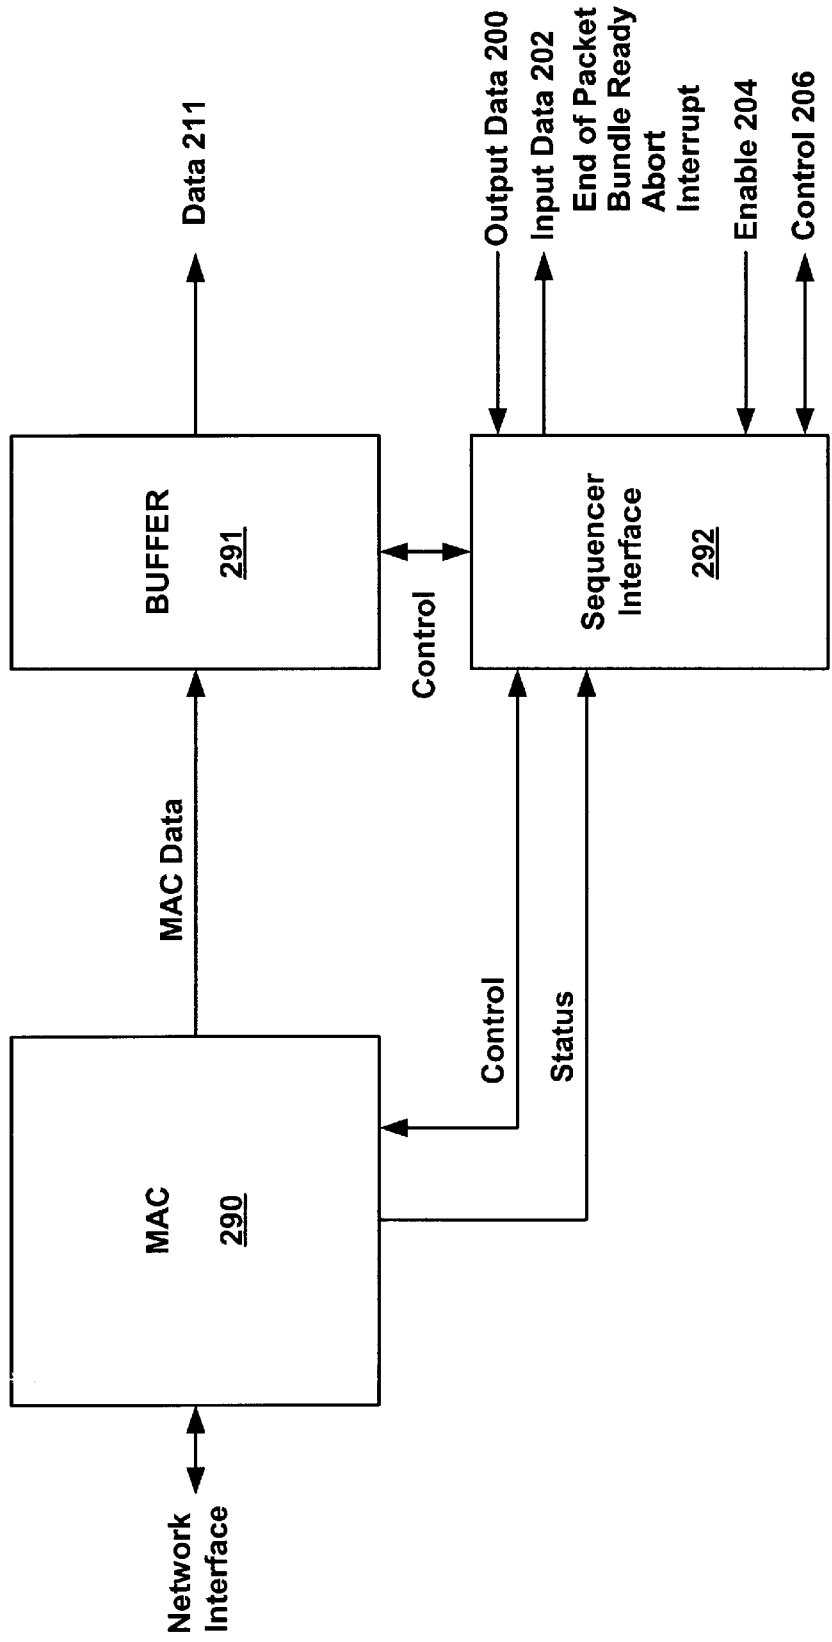 Network
Interface
MAC
290
MAC Data
Control
Status
BUFFER
291
Control
Sequencer
Interface
292
Data 211
Output Data 200
Input Data 202
End of Packet
Bundle Ready
Abort
Interrupt
Enable 204
Control 206